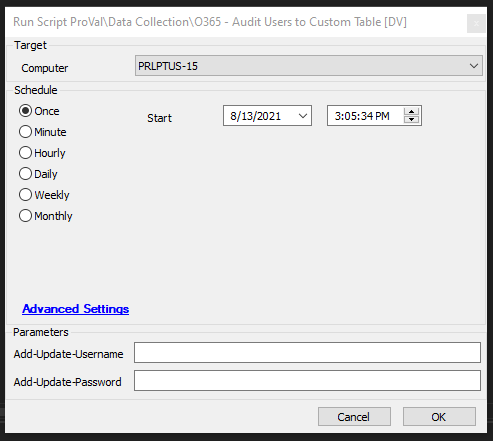 Run Script ProVal\Data Collection\O365 - Audit Users to Custom Table [DV]
Target
Computer PRLPTUS-15
Schedule
Once
Start 8/13/2021 3:05:34 PM
Minute
Hourly
Daily
Weekly
Monthly
Advanced Settings
Parameters
Add-Update-Username
Add-Update-Password
Cancel OK